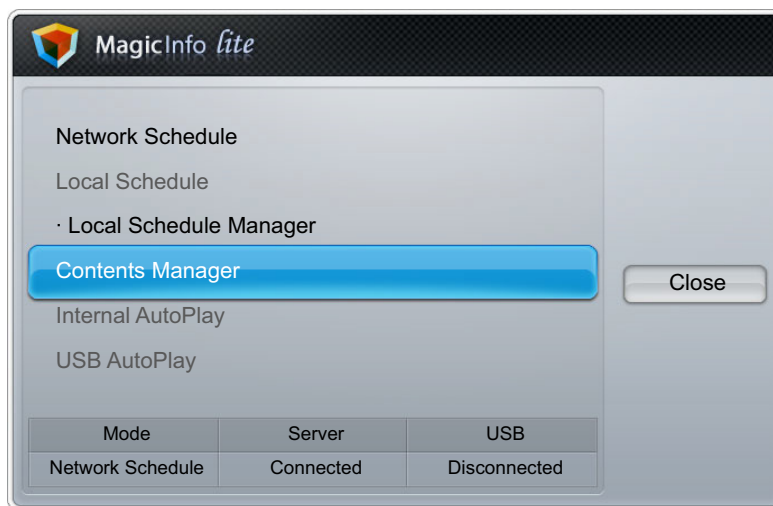 MagicInfo lite
Network Schedule
Local Schedule
· Local Schedule Manager
Contents Manager
Close
Internal AutoPlay
USB AutoPlay
Mode Server USB
Network Schedule Connected Disconnected